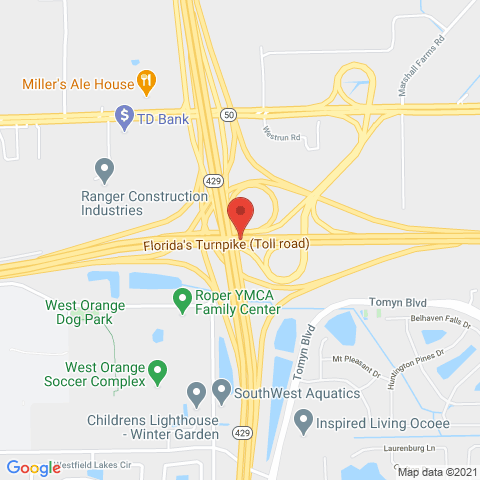 Miller's Ale House
Marshall Farms Rd
50
TD Bank
Westrun Rd
Ranger Construction
Industries
429
Florida's Turnpike (Toll road)
Roper YMCA
Family Center
West Orange
Dog Park
Tomyn Blvd
Belhaven Falls Dr
Tomyn Blvd
Mt Pleasant Dr
Huntington Pines Dr
West Orange
Soccer Complex
SouthWest Aquatics
Childrens Lighthouse
- Winter Garden
429
Inspired Living Ocoee
Laurenburg Ln
Westfield Lakes Cir
Google
Map data ©2021